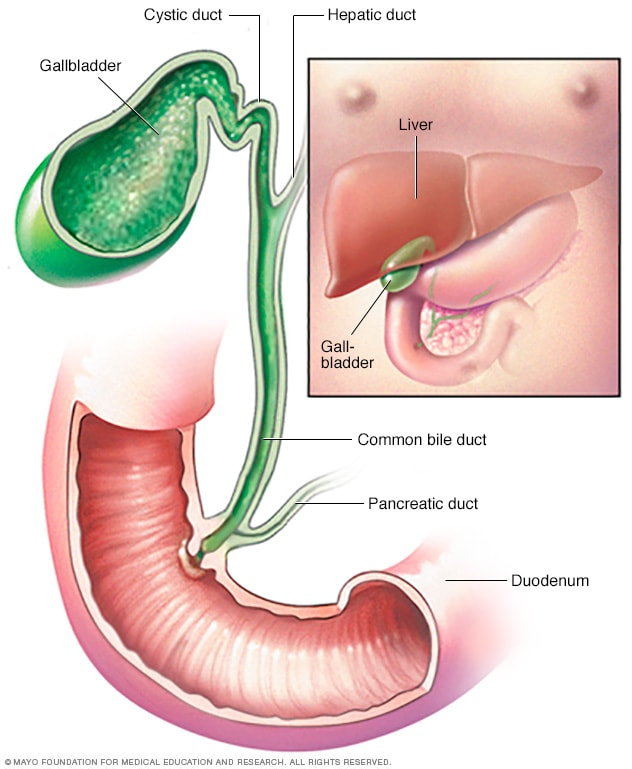 Cystic duct
Hepatic duct
Gallbladder
Liver
Gall-
bladder
Common bile duct
Pancreatic duct
Duodenum
© MAYO FOUNDATION FOR MEDICAL EDUCATION AND RESEARCH. ALL RIGHTS RESERVED.